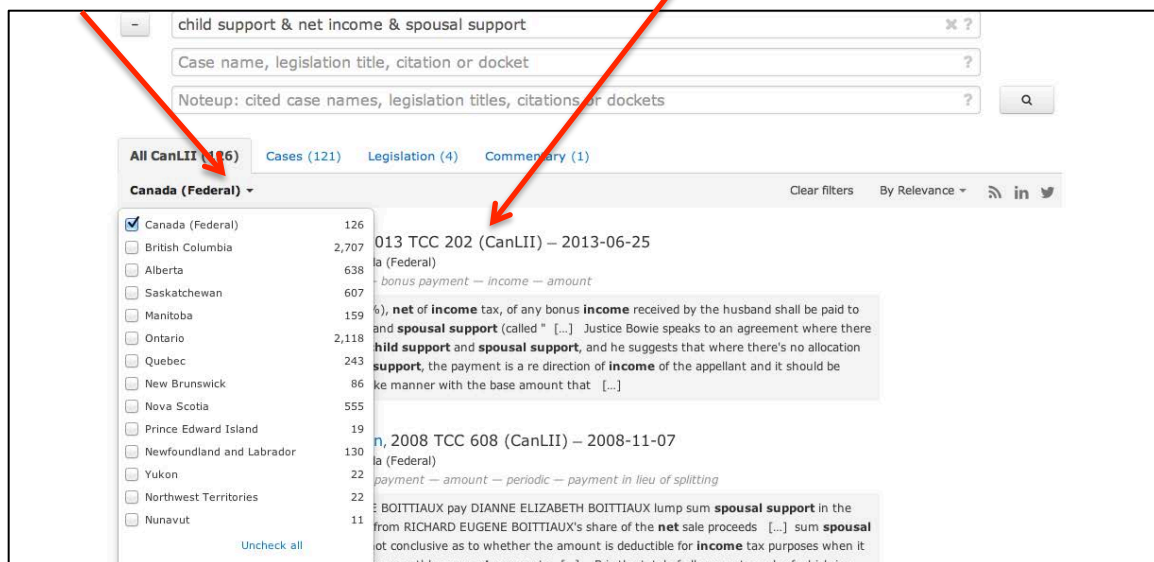 –
child support & net income & spousal support
?
Case name, legislation title, citation or docket
?
Noteup: cited case names, legislation titles, citations or dockets
?
All CanLII (126) Cases (121) Legislation (4) Commentary (1)
Canada (Federal) Clear filters By Relevance in
Canada (Federal) 126
British Columbia 2,707
Alberta 638
Saskatchewan 607
Manitoba 159
Ontario 2,118
Quebec 243
New Brunswick 86
Nova Scotia 555
Prince Edward Island 19
Newfoundland and Labrador 130
Yukon 22
Northwest Territories 22
Nunavut 11
Uncheck all
013 TCC 202 (CanLII) – 2013-06-25
la (Federal)
- bonus payment — income — amount
%), net of income tax, of any bonus income received by the husband shall be paid to
and spousal support (called " [...] Justice Bowie speaks to an agreement where there
hild support and spousal support, and he suggests that where there's no allocation
support, the payment is a re direction of income of the appellant and it should be
ke manner with the base amount that [...]
n, 2008 TCC 608 (CanLII) – 2008-11-07
la (Federal)
payment — amount — periodic — payment in lieu of splitting
E BOITTIAUX pay DIANNE ELIZABETH BOITTIAUX lump sum spousal support in the
from RICHARD EUGENE BOITTIAUX's share of the net sale proceeds [...] sum spousal
ot conclusive as to whether the amount is deductible for income tax purposes when it